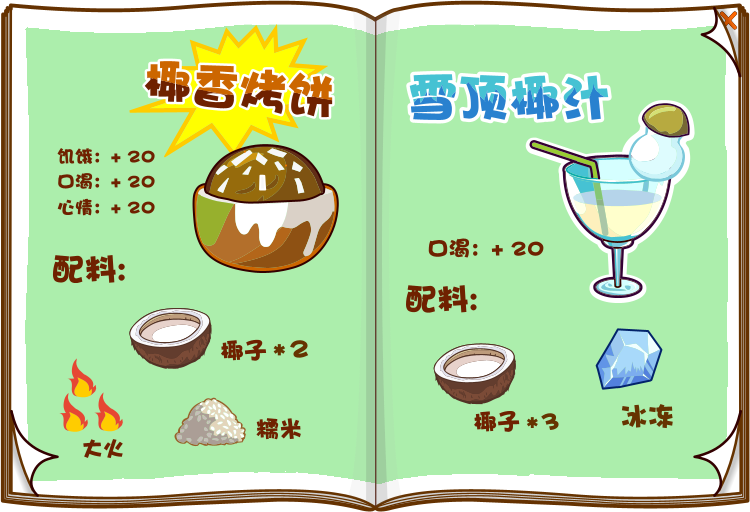 椰香烤饼
饥饿：+ 20
口渴：+ 20
心情：+ 20
配料：
椰子 * 2
大火
糯米
雪顶椰汁
口渴：+ 20
配料：
椰子 * 3
冰冻